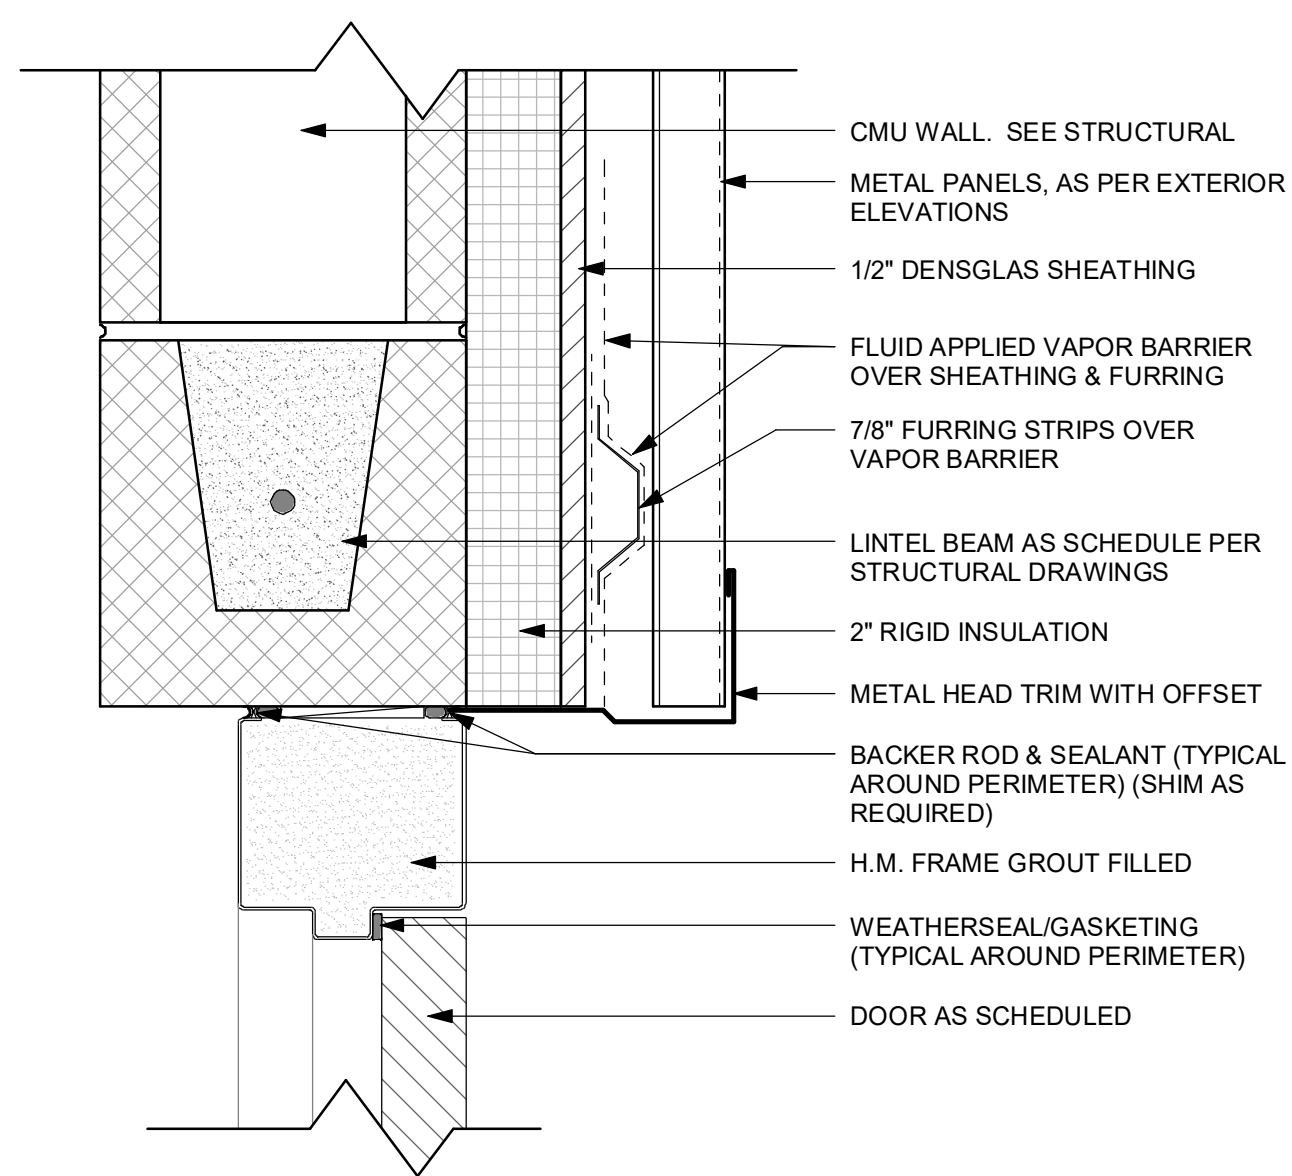 CMU WALL.  SEE STRUCTURAL
METAL PANELS, AS PER EXTERIOR
ELEVATIONS
1/2" DENSGLAS SHEATHING
FLUID APPLIED VAPOR BARRIER
OVER SHEATHING & FURRING
7/8" FURRING STRIPS OVER
VAPOR BARRIER
LINTEL BEAM AS SCHEDULE PER
STRUCTURAL DRAWINGS
2" RIGID INSULATION
METAL HEAD TRIM WITH OFFSET
BACKER ROD & SEALANT (TYPICAL
AROUND PERIMETER) (SHIM AS
REQUIRED)
H.M. FRAME GROUT FILLED
WEATHERSEAL/GASKETING
(TYPICAL AROUND PERIMETER)
DOOR AS SCHEDULED